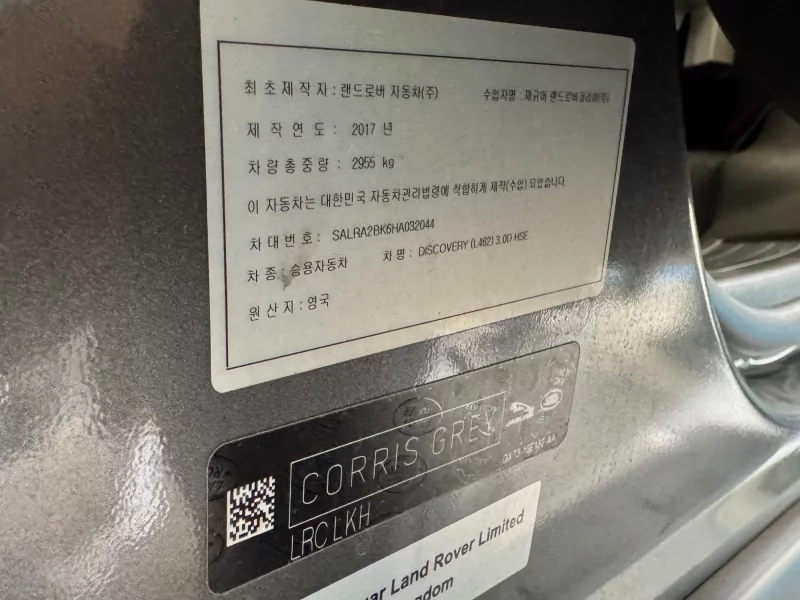 최초제작자 : 랜드로버 자동차(주) 수입자명 : 재규어 랜드로버코리아(주)
제작연도 : 2017 년
차량총중량 : 2955 kg
이 자동차는 대한민국 자동차관리법령에 적합하게 제작(수입) 되었습니다.
차대번호 : SALRA2BK6HA032044
차종 : 승용자동차 차명 : DISCOVERY (L462) 3.0D HSE
원산지 : 영국
CORRIS GREY
LRC LKH
Land Rover Limited